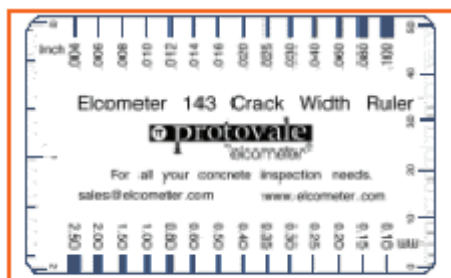 Inch .004 .006 .008 .010 .012 .014 .016 .020 .025 .030 .040 .060 .080 .100
Elcometer 143 Crack Width Ruler
protovale
elcometer
For all your concrete inspection needs.
sales@elcometer.com www.elcometer.com
2.50 2.00 1.50 1.00 0.80 0.60 0.50 0.40 0.35 0.30 0.25 0.20 0.15 0.10 mm